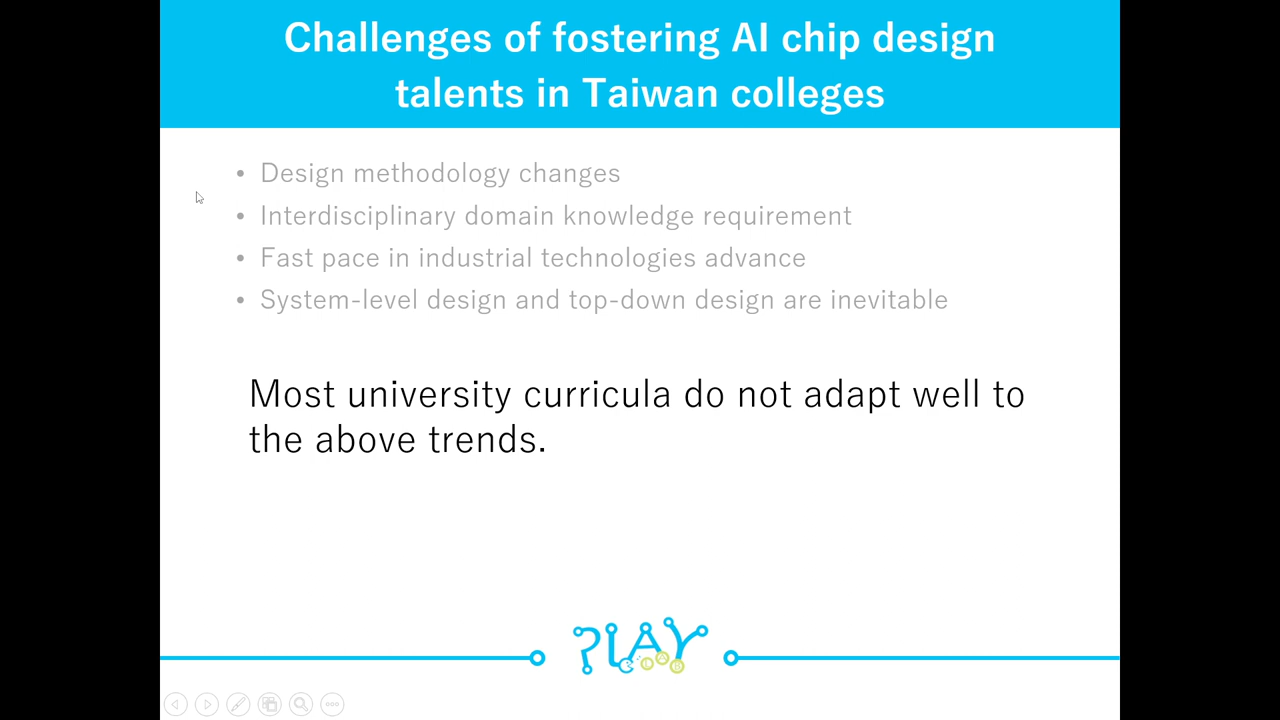 Challenges of fostering AI chip design
talents in Taiwan colleges
• Design methodology changes
• Interdisciplinary domain knowledge requirement
• Fast pace in industrial technologies advance
• System-level design and top-down design are inevitable
Most university curricula do not adapt well to
the above trends.
PLAY
LAB